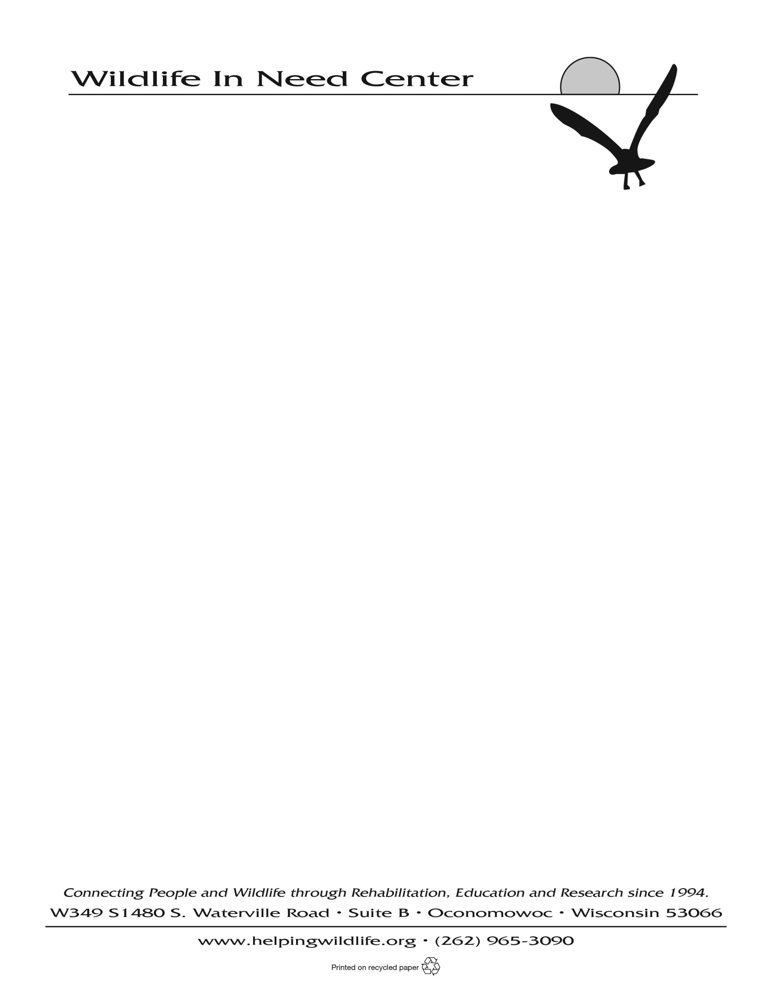 Wildlife In Need Center
Connecting People and Wildlife through Rehabilitation, Education and Research since 1994.
W349 S1480 S. Waterville Road • Suite B • Oconomowoc • Wisconsin 53066
www.helpingwildlife.org • (262) 965-3090
Printed on recycled paper